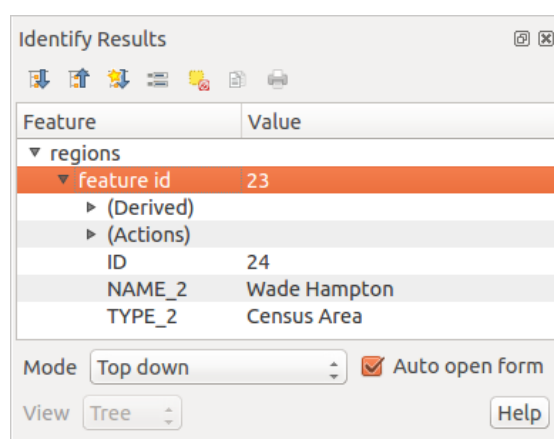 Identify Results
Feature Value
regions
feature id 23
(Derived)
(Actions)
ID 24
NAME_2 Wade Hampton
TYPE_2 Census Area
Mode Top down Auto open form
View Tree Help